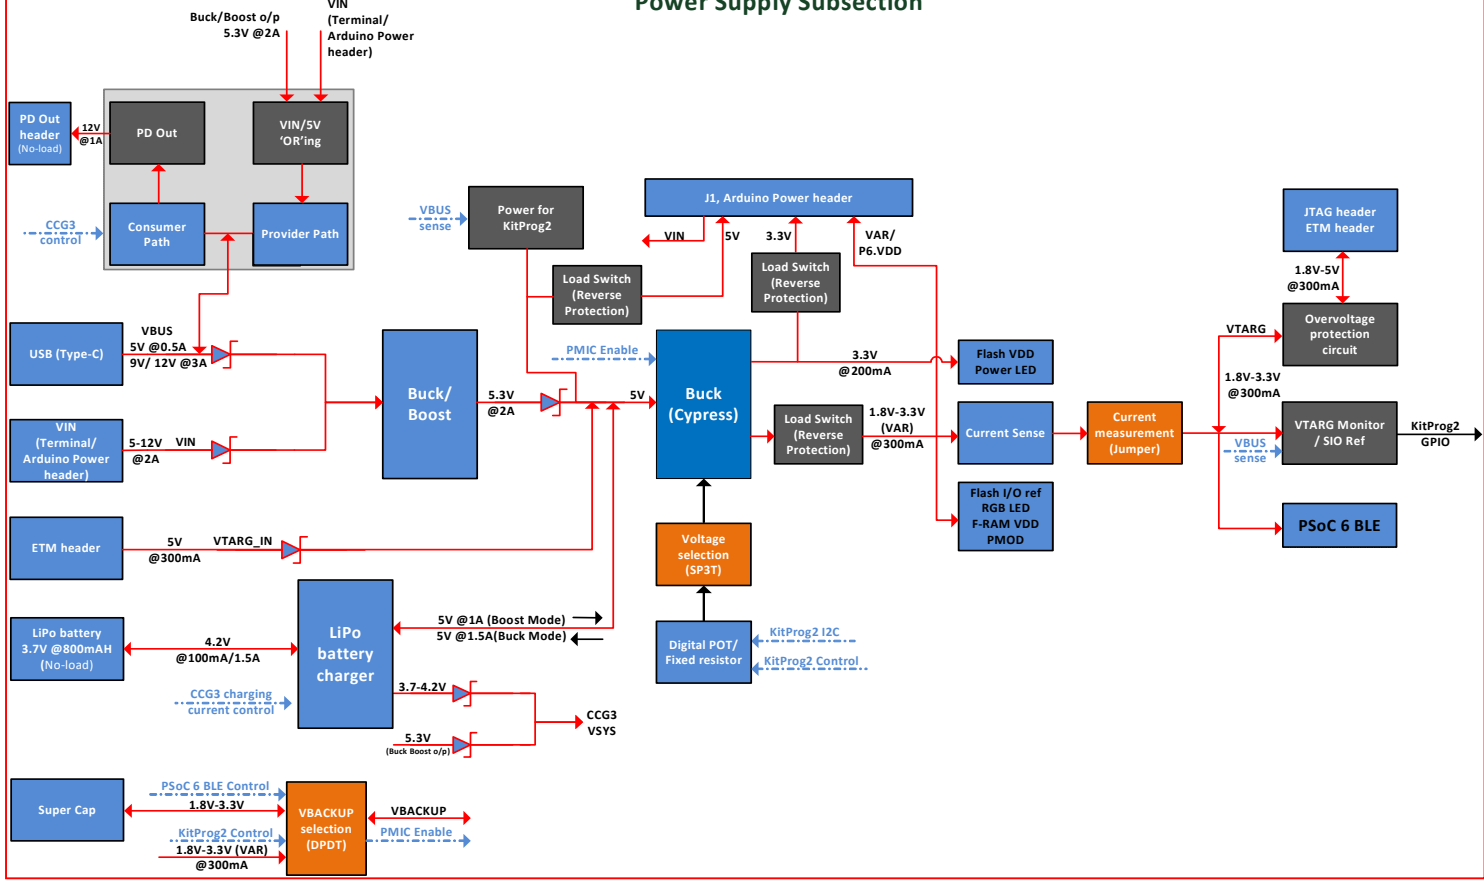 Power Supply Subsection
Buck/Boost o/p
5.3V @2A
VIN
(Terminal/
Arduino Power
header)
PD Out
header
(No-load)
12V
@1A
PD Out
VIN/5V
‘OR’ing
CCG3
control
Consumer
Path
Provider Path
VBUS
sense
Power for
KitProg2
J1, Arduino Power header
VIN
5V
3.3V
VAR/
P6.VDD
Load Switch
(Reverse
Protection)
Load Switch
(Reverse
Protection)
JTAG header
ETM header
1.8V-5V
@300mA
Overvoltage
protection
circuit
VTARG
1.8V-3.3V
@300mA
USB (Type-C)
VBUS
5V @0.5A
9V/ 12V @3A
Buck/
Boost
5.3V
@2A
PMIC Enable
5V
Buck
(Cypress)
3.3V
@200mA
Flash VDD
Power LED
VIN
(Terminal/
Arduino Power
header)
5-12V
VIN
@2A
Load Switch
(Reverse
Protection)
1.8V-3.3V
(VAR)
@300mA
Current Sense
Current
measurement
(Jumper)
VBUS
sense
VTARG Monitor
/ SIO Ref
KitProg2
GPIO
Flash I/O ref
RGB LED
F-RAM VDD
PMOD
PSoC 6 BLE
ETM header
5V
@300mA
VTARG_IN
Voltage
selection
(SP3T)
LiPo battery
3.7V @800mAH
(No-load)
4.2V
@100mA/1.5A
LiPo
battery
charger
5V @1A (Boost Mode)
5V @1.5A(Buck Mode)
Digital POT/
Fixed resistor
KitProg2 I2C
KitProg2 Control
CCG3 charging
current control
3.7-4.2V
5.3V
(Buck Boost o/p)
CCG3
VSYS
Super Cap
PSoC 6 BLE Control
1.8V-3.3V
KitProg2 Control
1.8V-3.3V (VAR)
@300mA
VBACKUP
selection
(DPDT)
VBACKUP
PMIC Enable